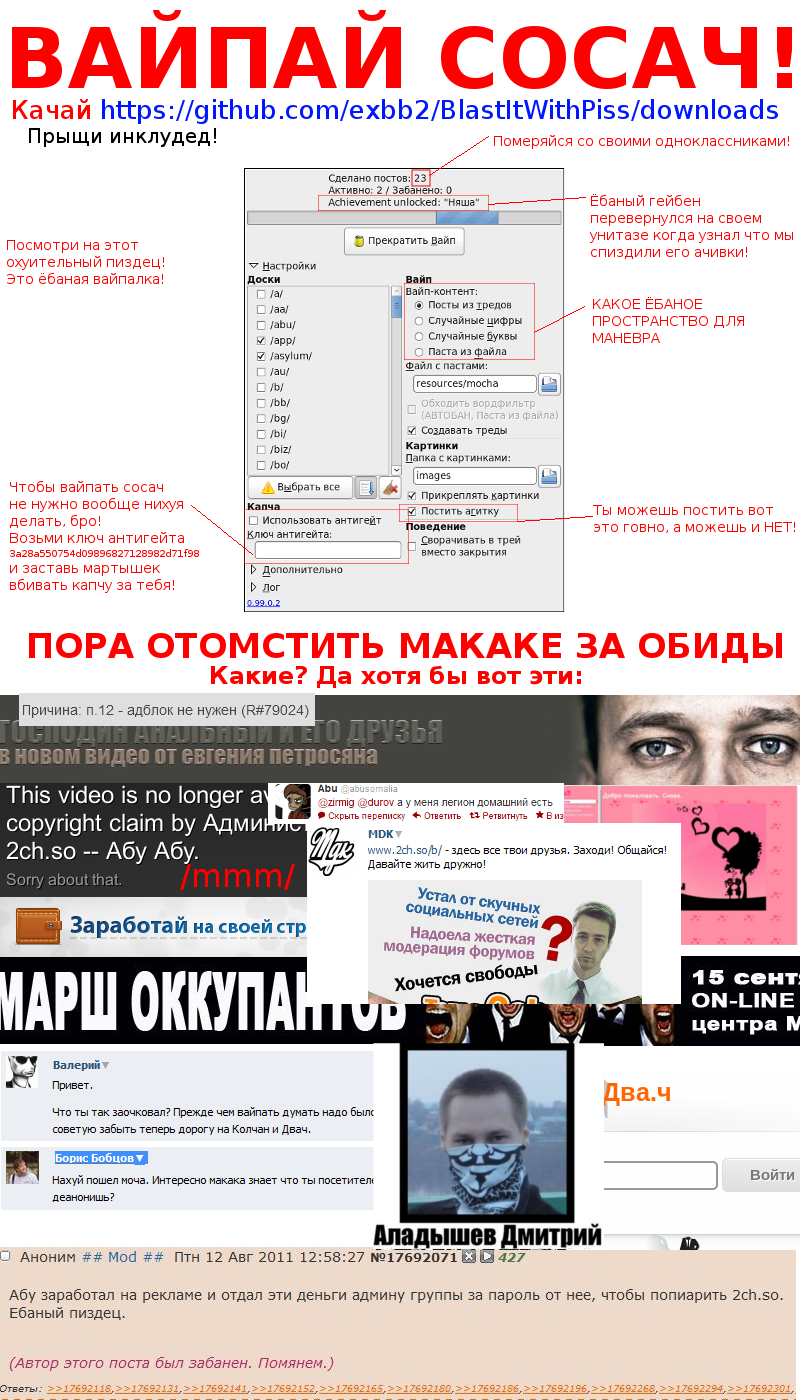 ВАЙПАЙ СОСАЧ!
Качай https://github.com/exbb2/BlastItWithPiss/downloads
Прыщи инклудед!
Померяйся со своими одноклассниками!
Сделано постов: 23
Активно: 2 / Забанено: 0
Achievement unlocked: "Няша"
Ёбаный гейбен
перевернулся на своем
унитазе когда узнал что мы
спиздили его ачивки!
Прекратить Вайп
Посмотри на этот
охуительный пиздец!
Это ёбаная вайпалка!
Настройки
Доски
/a/
/aa/
/abu/
/app/
/asylum/
/au/
/b/
/bb/
/bg/
/bi/
/biz/
/bo/
Выбрать все
Вайп
Вайп-контент:
Посты из тредов
Случайные цифры
Случайные буквы
Паста из файла
КАКОЕ ЁБАНОЕ
ПРОСТРАНСТВО ДЛЯ
МАНЕВРА
Файл с пастами:
resources/mocha
Обходить вордфильтр
(АВТОБАН, Паста из файла)
Создавать треды
Картинки
Папка с картинками:
images
Прикреплять картинки
Постить агитку
Поведение
Сворачивать в трей
вместо закрытия
Ты можешь постить вот
это говно, а можешь и НЕТ!
Чтобы вайпать сосач
не нужно вообще нихуя
делать, бро!
Возьми ключ антигейта
3a28a550754d09896827128982d71f98
и заставь мартышек
вбивать капчу за тебя!
Капча
Использовать антигейт
Ключ антигейта:
Дополнительно
Лог
0.99.0.2
ПОРА ОТОМСТИТЬ МАКАКЕ ЗА ОБИДЫ
Какие? Да хотя бы вот эти:
Причина: п.12 - адблок не нужен (R#79024)
ГОСПОДИН АНАЛЬНЫЙ И ЕГО ДРУЗЬЯ
в новом видео от евгения петросяна
This video is no longer av
copyright claim by Админис
2ch.so -- Абу Абу.
Sorry about that.
/mmm/
Abu @abusomalia
@zirmig @durov а у меня легион домашний есть
Скрыть переписку Ответить Ретвитнуть В из
Добро пожаловать. Снова.
MDK
www.2ch.so/b/ - здесь все твои друзья. Заходи! Общайся!
Давайте жить дружно!
Устал от скучных
социальных сетей
Надоела жесткая
модерация форумов
Хочется свободы
?
Заработай на своей стр
МАРШ ОККУПАНТОВ
15 сентя
ON-LINE
центра М
Валерий
Привет.
Что ты так заочковал? Прежде чем вайпать думать надо было
советую забыть теперь дорогу на Колчан и Двач.
Борис Бобцов
Нахуй пошел моча. Интересно макака знает что ты посетителе
деанонишь?
Аладышев Дмитрий
Два.ч
Войти
Аноним ## Mod ## Птн 12 Авг 2011 12:58:27 №17692071 427
Абу заработал на рекламе и отдал эти деньги админу группы за пароль от нее, чтобы попиарить 2ch.so.
Ебаный пиздец.
(Автор этого поста был забанен. Помянем.)
Ответы: >>17692118,>>17692131,>>17692141,>>17692152,>>17692165,>>17692180,>>17692186,>>17692196,>>17692268,>>17692294,>>17692301